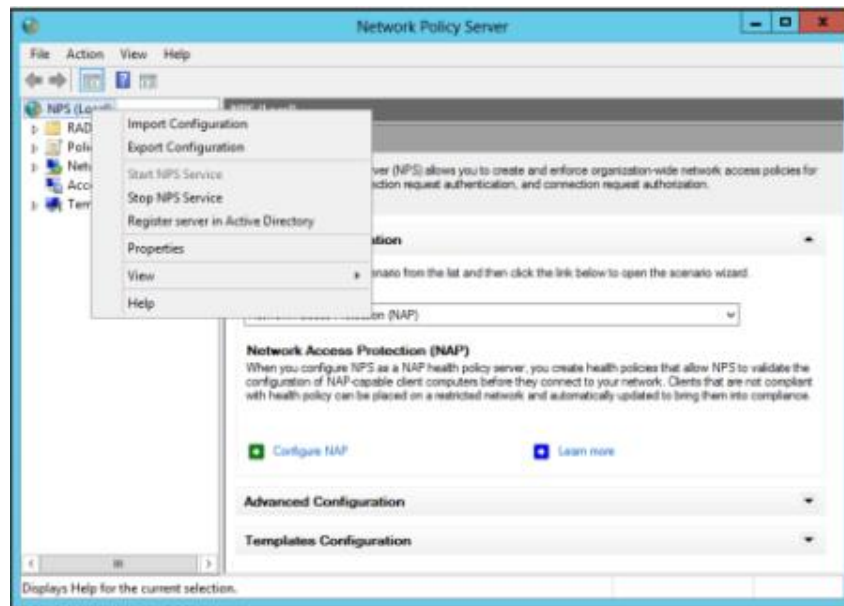 Network Policy Server
File Action View Help
NPS (Local)
RAD
Poli
Net
Acc
Tem
Import Configuration
Export Configuration
Start NPS Service
Stop NPS Service
Register server in Active Directory
Properties
View
Help
ver (NPS) allows you to create and enforce organization-wide network access policies for
ection request authentication, and connection request authorization.
ation
enario from the list and then click the link below to open the scenario wizard.
on (NAP)
Network Access Protection (NAP)
When you configure NPS as a NAP health policy server, you create health policies that allow NPS to validate the
configuration of NAP-capable client computers before they connect to your network. Clients that are not compliant
with health policy can be placed on a restricted network and automatically updated to bring them into compliance.
Configure NAP
Learn more
Advanced Configuration
Templates Configuration
Displays Help for the current selection.